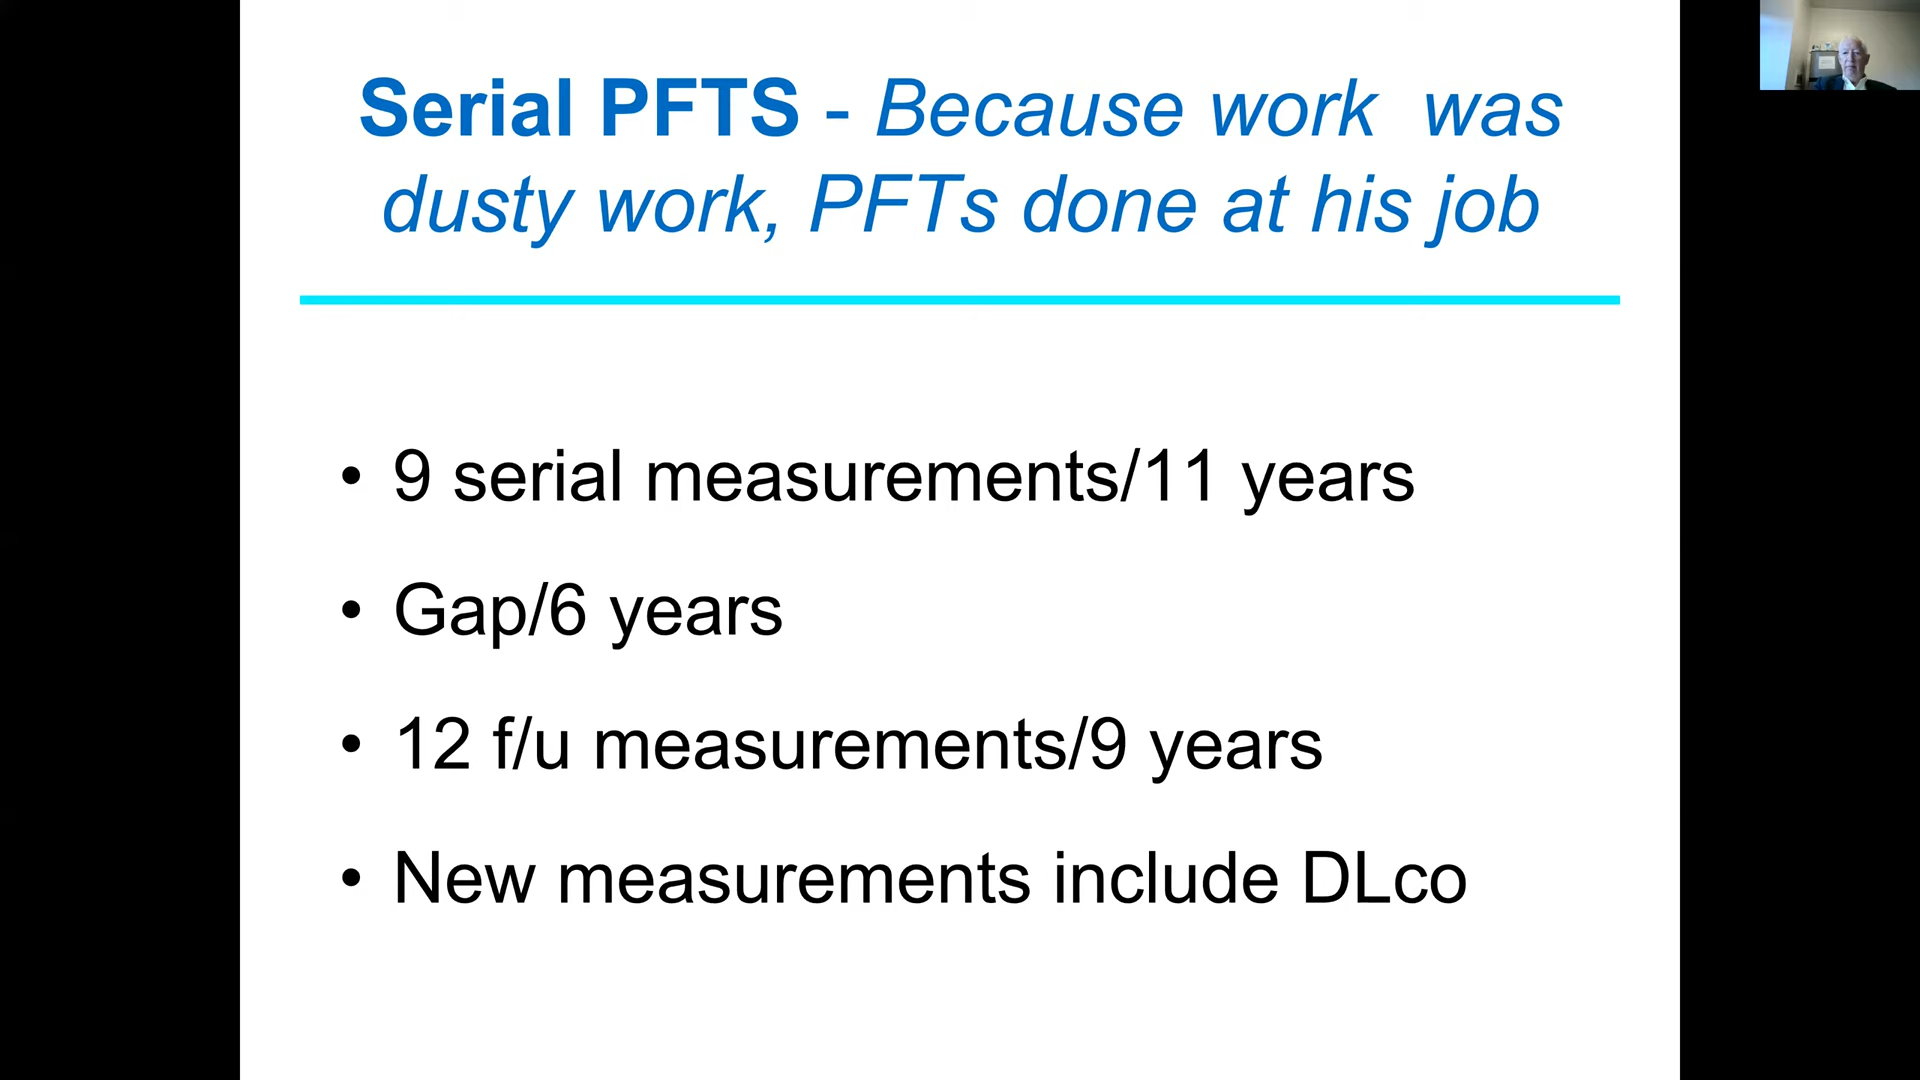 Serial PFTS - Because work  was
dusty work, PFTs done at his job
• 9 serial measurements/11 years
• Gap/6 years
• 12 f/u measurements/9 years
• New measurements include DLco